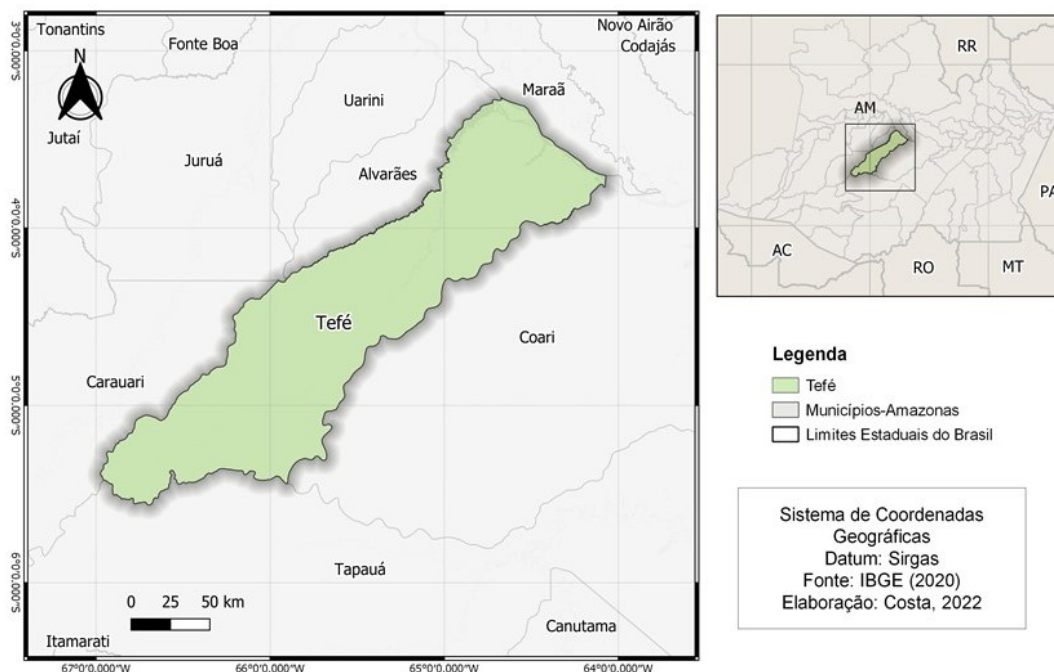 Tonantins
Fonte Boa
Novo Airão
Codajás
N
Maraã
Uarini
Jutaí
Juruá
Alvarães
Tefé
Coari
Carauari
Tapauá
0 25 50 km
Canutama
Itamarati
3°0'0.000"S
4°0'0.000"S
5°0'0.000"S
6°0'0.000"S
67°0'0.000"W
66°0'0.000"W
65°0'0.000"W
64°0'0.000"W
RR
AM
PA
AC
RO
MT
Legenda
Tefé
Municípios-Amazonas
Limites Estaduais do Brasil
Sistema de Coordenadas
Geográficas
Datum: Sirgas
Fonte: IBGE (2020)
Elaboração: Costa, 2022